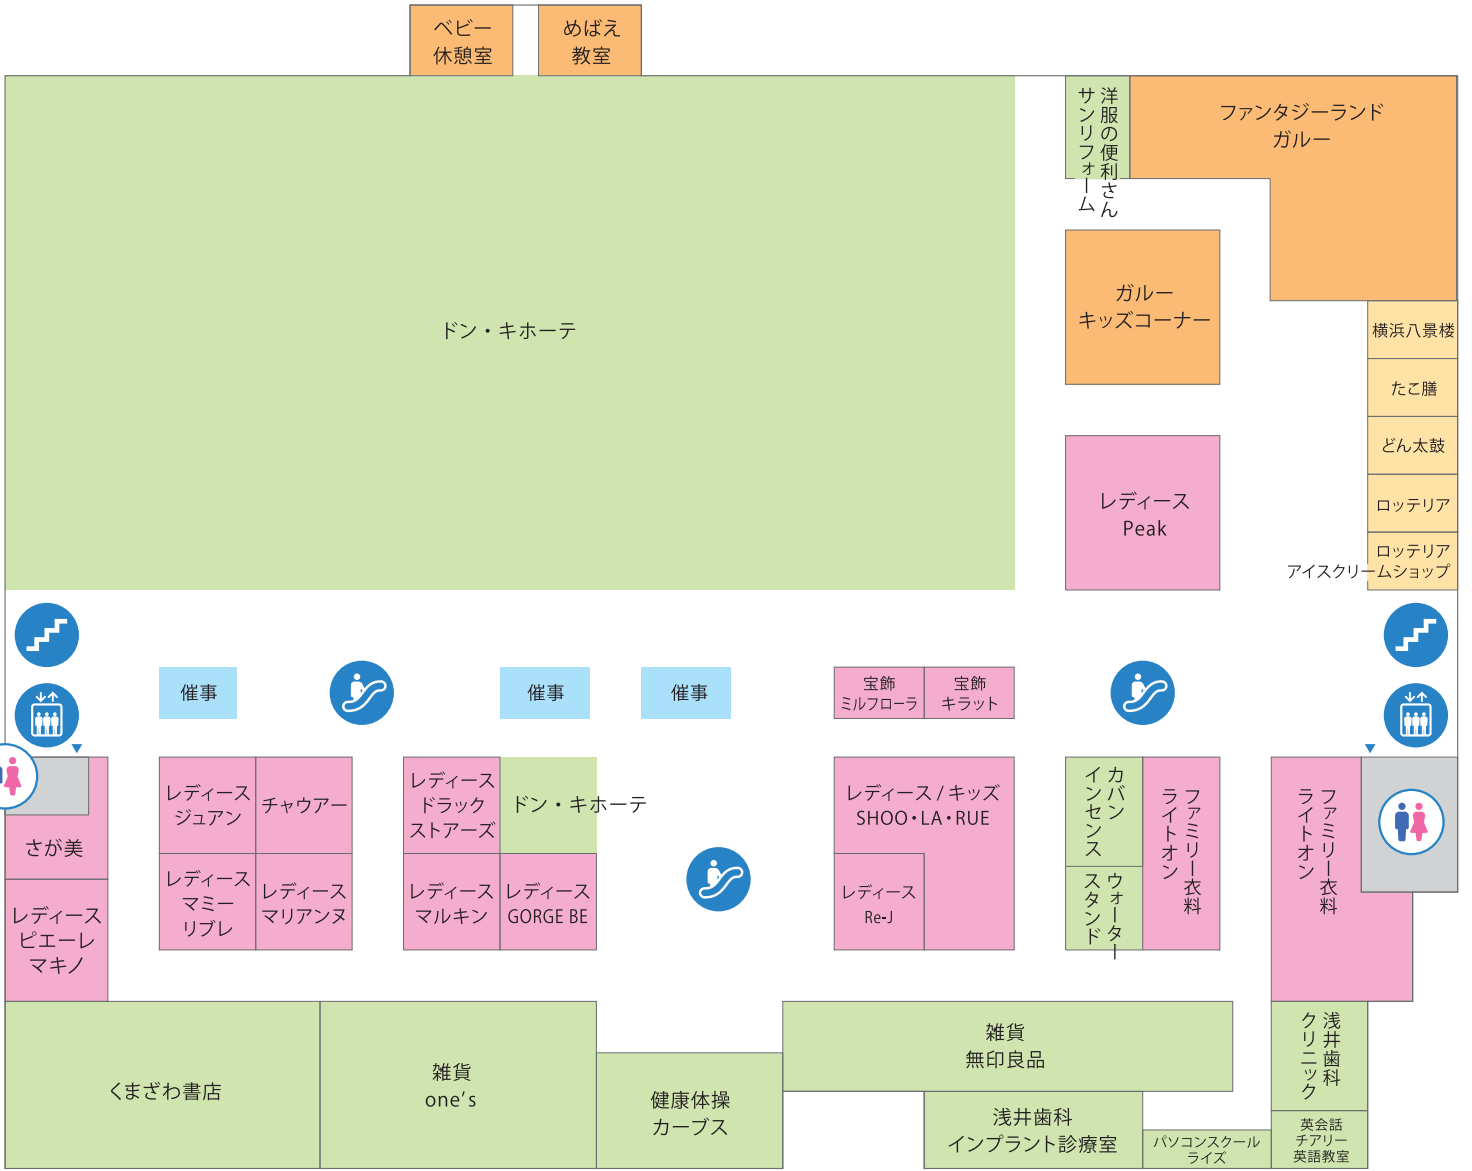 ベビー
休憩室
めばえ
教室
洋服の便利さん
サンリフォーム
ファンタジーランド
ガルー
ドン・キホーテ
ガルー
キッズコーナー
横浜八景楼
たこ膳
どん太鼓
ロッテリア
ロッテリア
アイスクリームショップ
レディース
Peak
催事
催事
催事
宝飾
ミルフローラ
宝飾
キラット
さが美
レディース
ピエーレ
マキノ
レディース
ジュアン
チャウアー
レディース
マミー
リブレ
レディース
マリアンヌ
レディース
ドラッグ
ストアーズ
ドン・キホーテ
レディース
マルキン
レディース
GORGE BE
レディース / キッズ
SHOO・LA・RUE
レディース
Re-J
カバン
インセンス
ウォーター
スタンド
ファミリー衣料
ライトオン
ファミリー衣料
ライトオン
くまざわ書店
雑貨
one's
健康体操
カーブス
雑貨
無印良品
浅井歯科
インプラント診療室
パソコンスクール
ライズ
浅井歯科
クリニック
英会話
チアリー
英語教室